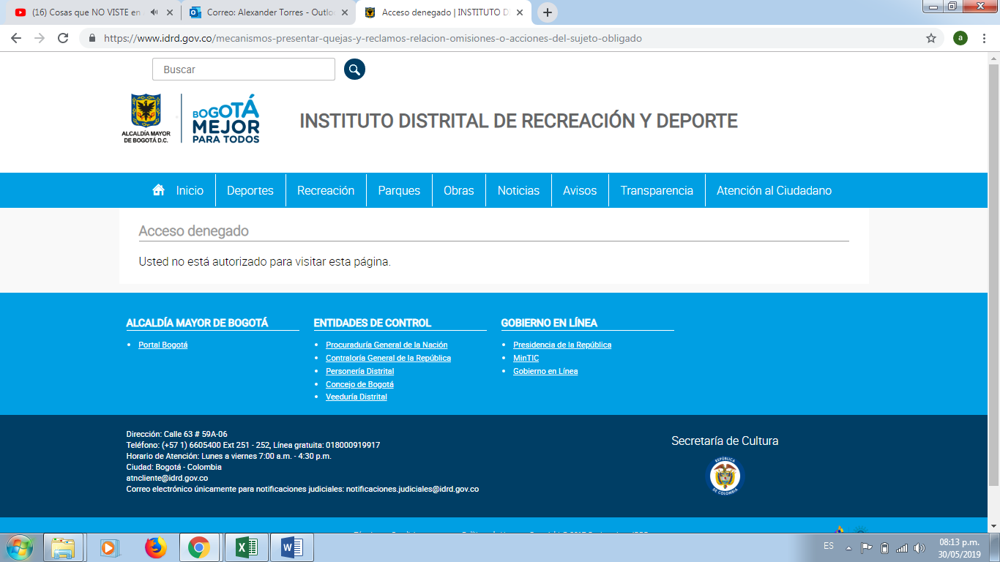 (16) Cosas que NO VISTE en
Correo: Alexander Torres - Outlo
Acceso denegado | INSTITUTO D
https://www.idrd.gov.co/mecanismos-presentar-quejas-y-reclamos-relacion-omisiones-o-acciones-del-sujeto-obligado
a
Buscar
ALCALDÍA MAYOR
DE BOGOTÁ D.C.
BOGOTÁ
MEJOR
PARA TODOS
INSTITUTO DISTRITAL DE RECREACIÓN Y DEPORTE
Inicio Deportes Recreación Parques Obras Noticias Avisos Transparencia Atención al Ciudadano
Acceso denegado
Usted no está autorizado para visitar esta página.
ALCALDÍA MAYOR DE BOGOTÁ
Portal Bogotá
ENTIDADES DE CONTROL
Procuraduría General de la Nación
Contraloría General de la República
Personería Distrital
Concejo de Bogotá
Veeduría Distrital
GOBIERNO EN LÍNEA
Presidencia de la República
MinTIC
Gobierno en Línea
Dirección: Calle 63 # 59A-06
Teléfono: (+57 1) 6605400 Ext 251 - 252, Línea gratuita: 018000919917
Horario de Atención: Lunes a viernes 7:00 a.m. - 4:30 p.m.
Ciudad: Bogotá - Colombia
atncliente@idrd.gov.co
Correo electrónico únicamente para notificaciones judiciales: notificaciones.judiciales@idrd.gov.co
Secretaría de Cultura
REPÚBLICA
DE COLOMBIA
ES
08:13 p.m.
30/05/2019